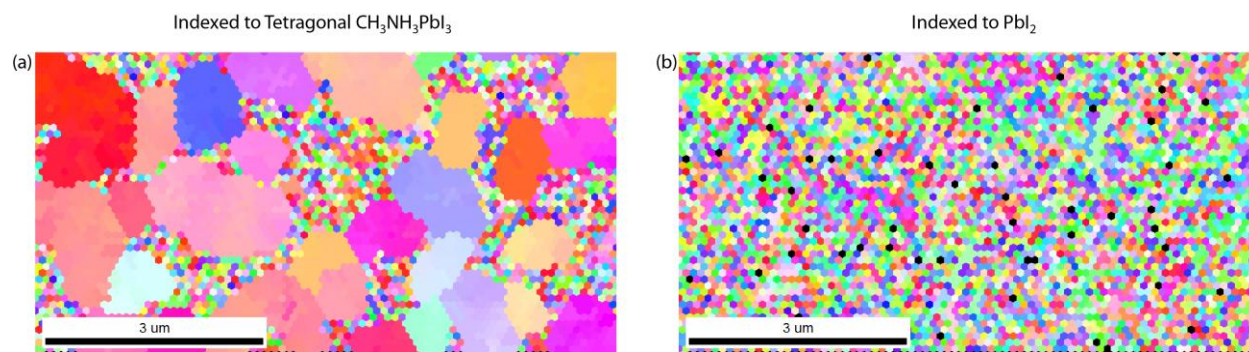 Indexed to Tetragonal CH₃NH₃PbI₃
Indexed to PbI₂
(a)
(b)
3 um
3 um